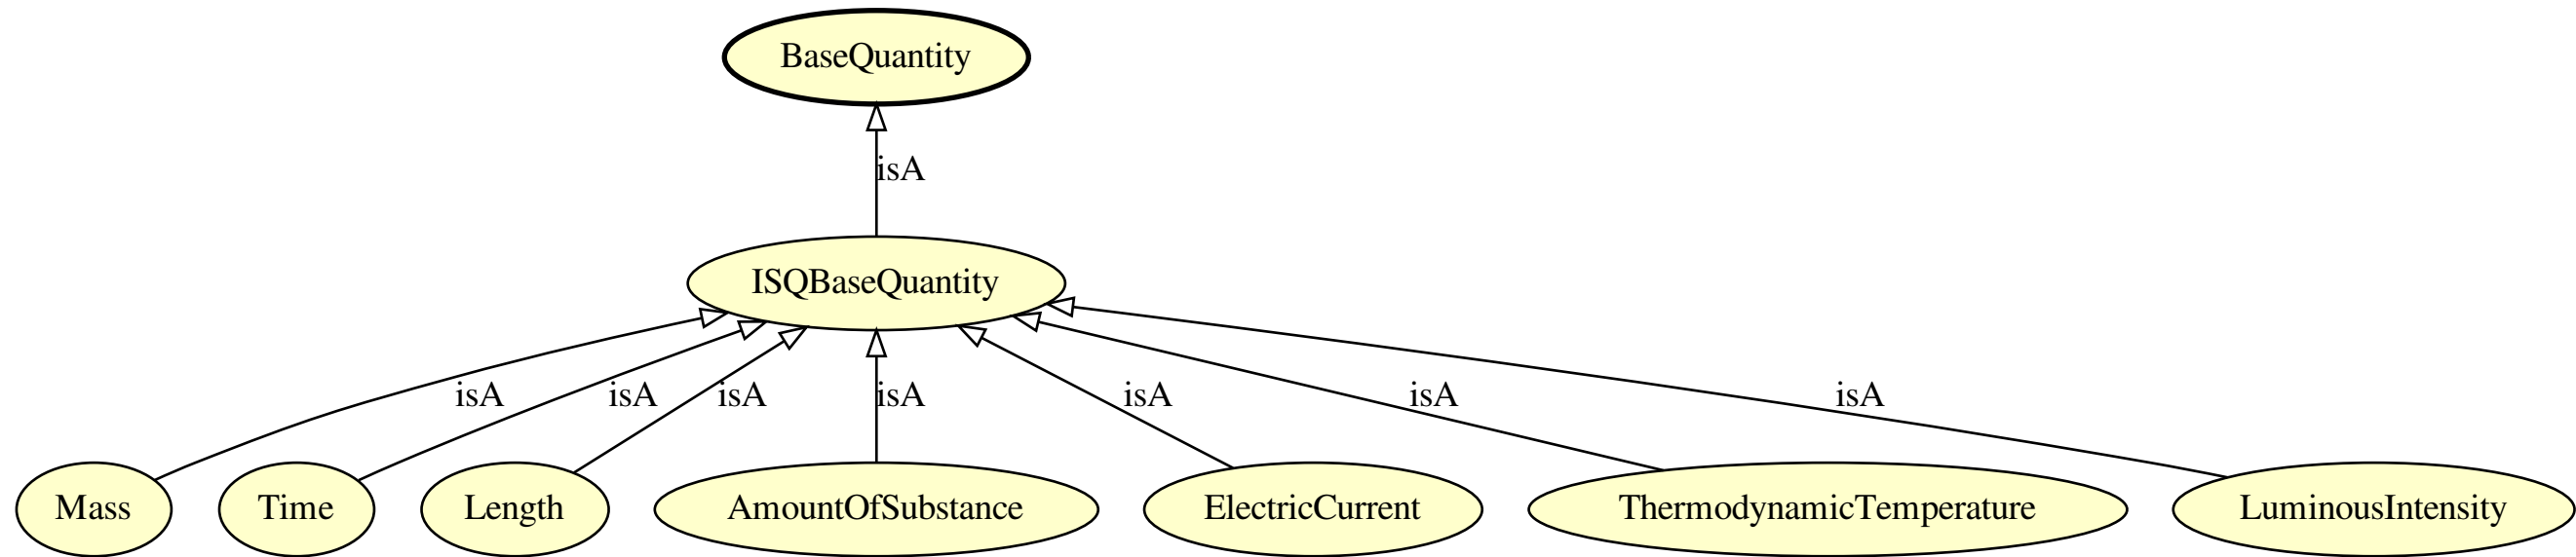 BaseQuantity
isA
ISQBaseQuantity
isA isA isA isA isA isA isA
Mass Time Length AmountOfSubstance ElectricCurrent ThermodynamicTemperature LuminousIntensity